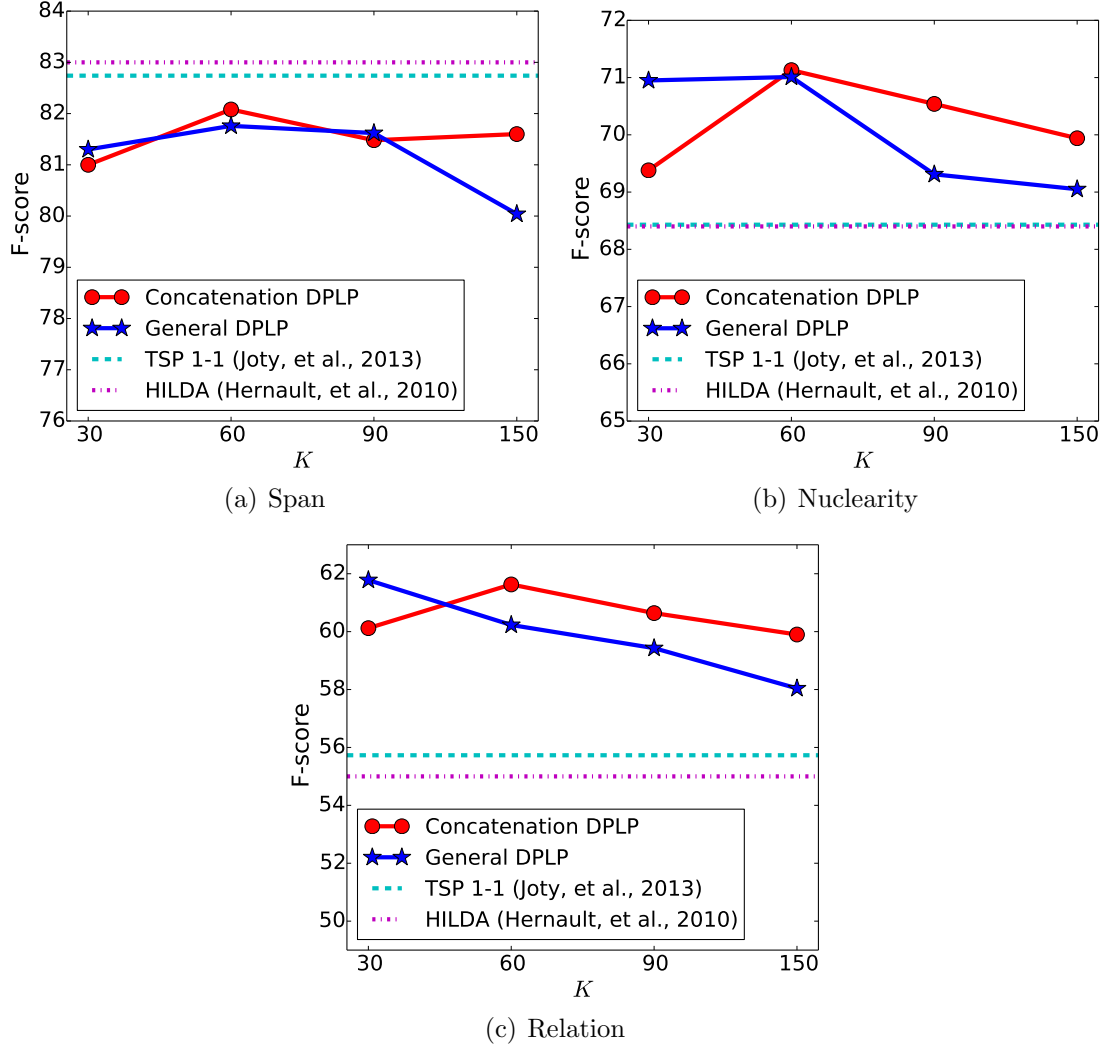 84
83
82
81
80
79
78
77
76
F-score
Concatenation DPLP
General DPLP
TSP 1-1 (Joty, et al., 2013)
HILDA (Hernault, et al., 2010)
30 60 90 150
K
(a) Span
72
71
70
69
68
67
66
65
F-score
Concatenation DPLP
General DPLP
TSP 1-1 (Joty, et al., 2013)
HILDA (Hernault, et al., 2010)
30 60 90 150
K
(b) Nuclearity
62
60
58
56
54
52
50
F-score
Concatenation DPLP
General DPLP
TSP 1-1 (Joty, et al., 2013)
HILDA (Hernault, et al., 2010)
30 60 90 150
K
(c) Relation